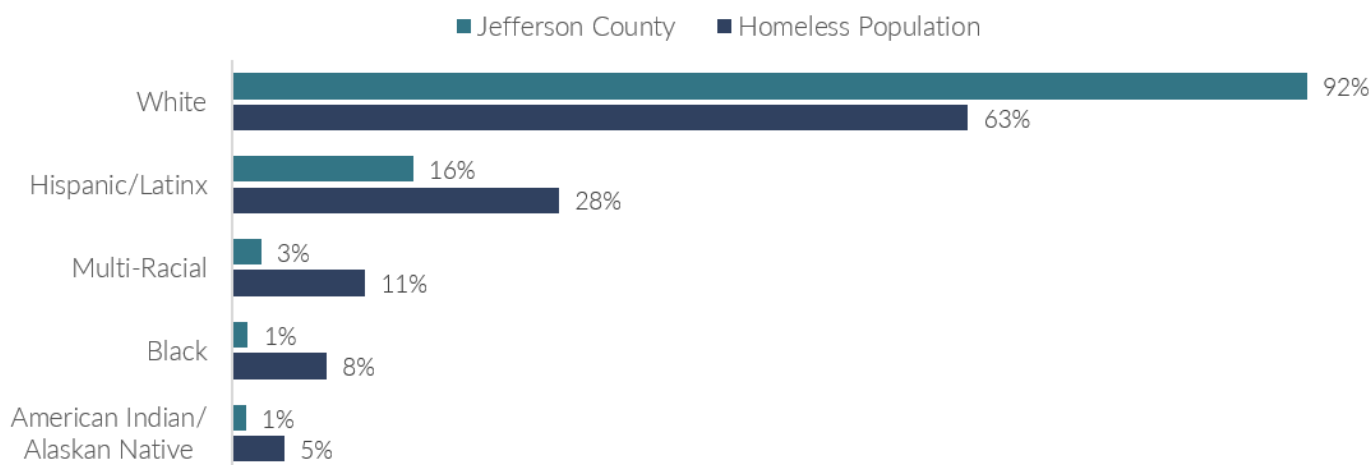 Jefferson County Homeless Population
White
92%
63%
Hispanic/Latinx
16%
28%
Multi-Racial
3%
11%
Black
1%
8%
American Indian/
Alaskan Native
1%
5%